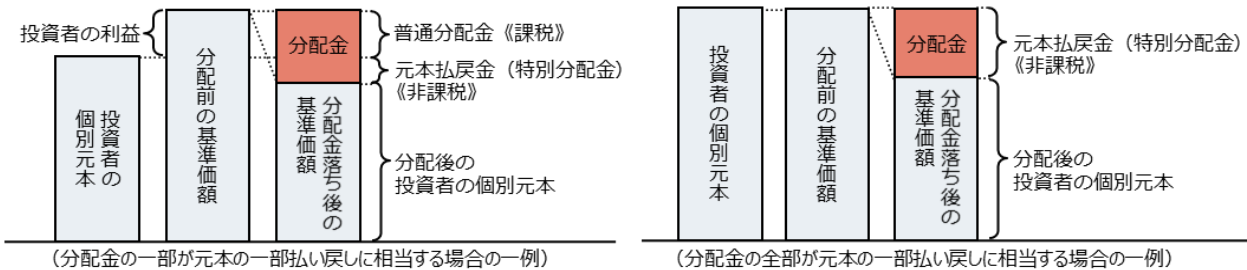 投資者の利益
投資者の
個別元本
分配前の基準価額
分配金
分配金落ち後の
基準価額
普通分配金《課税》
元本払戻金（特別分配金）
《非課税》
分配後の
投資者の個別元本
（分配金の一部が元本の一部払い戻しに相当する場合の一例）
投資者の個別元本
分配前の基準価額
分配金
分配金落ち後の
基準価額
元本払戻金（特別分配金）
《非課税》
分配後の
投資者の個別元本
（分配金の全部が元本の一部払い戻しに相当する場合の一例）